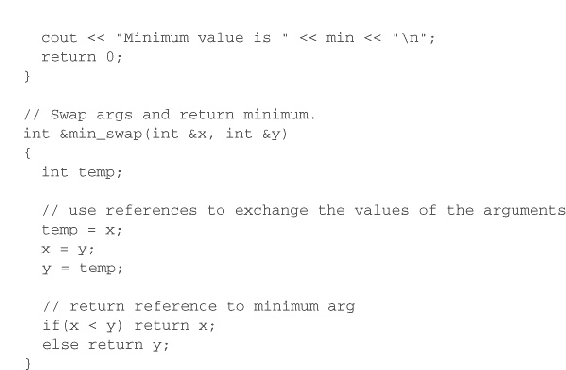 cout << "Minimum value is " << min << "\n";
return 0;
}
// Swap args and return minimum.
int &min_swap(int &x, int &y)
{
int temp;
// use references to exchange the values of the arguments
temp = x;
x = y;
y = temp;
// return reference to minimum arg
if(x < y) return x;
else return y;
}